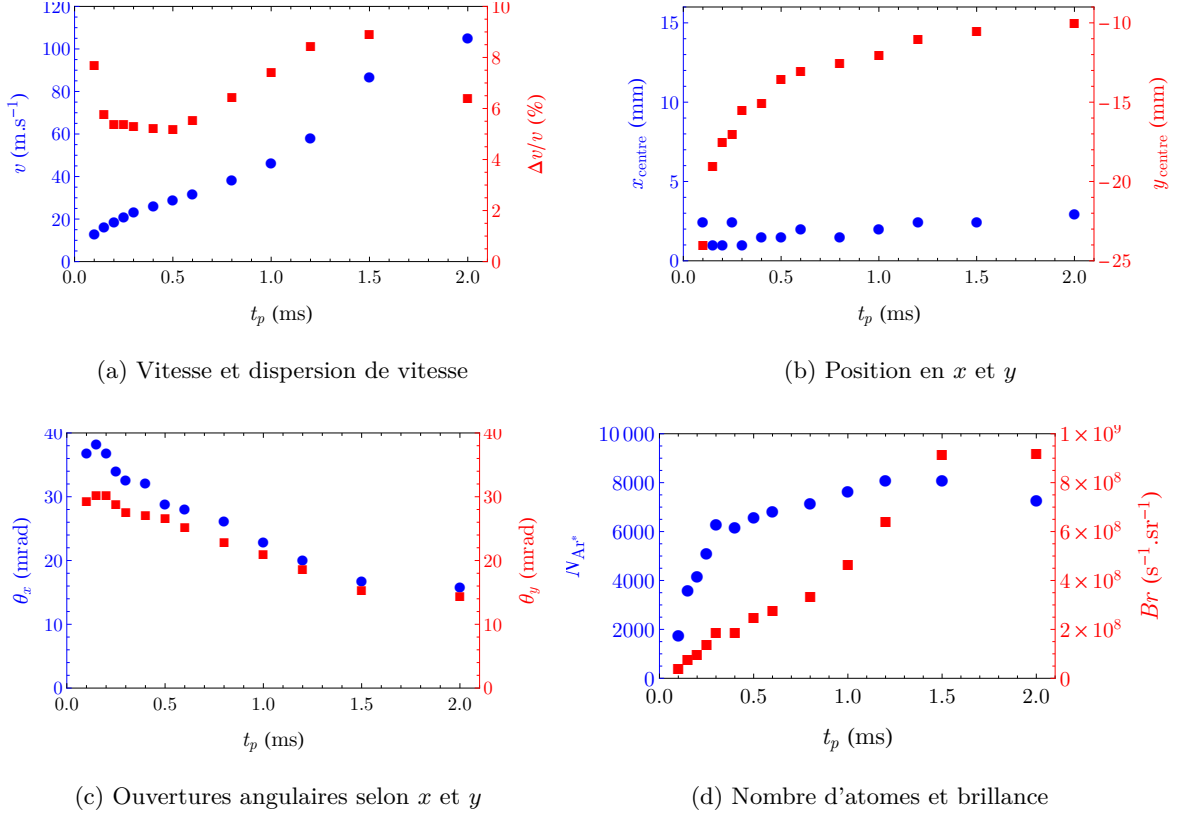 120
100
80
60
40
20
0
v (m.s⁻¹)
10
8
6
4
2
0
Δv/v (%)
0.0 0.5 1.0 1.5 2.0
t_p (ms)
(a) Vitesse et dispersion de vitesse
15
10
5
0
x_centre (mm)
−10
−15
−20
−25
y_centre (mm)
0.0 0.5 1.0 1.5 2.0
t_p (ms)
(b) Position en x et y
40
30
20
10
0
θ_x (mrad)
40
30
20
10
0
θ_y (mrad)
0.0 0.5 1.0 1.5 2.0
t_p (ms)
(c) Ouvertures angulaires selon x et y
10 000
8000
6000
4000
2000
0
N_Ar*
1×10⁹
8×10⁸
6×10⁸
4×10⁸
2×10⁸
0
Br (s⁻¹.sr⁻¹)
0.0 0.5 1.0 1.5 2.0
t_p (ms)
(d) Nombre d'atomes et brillance